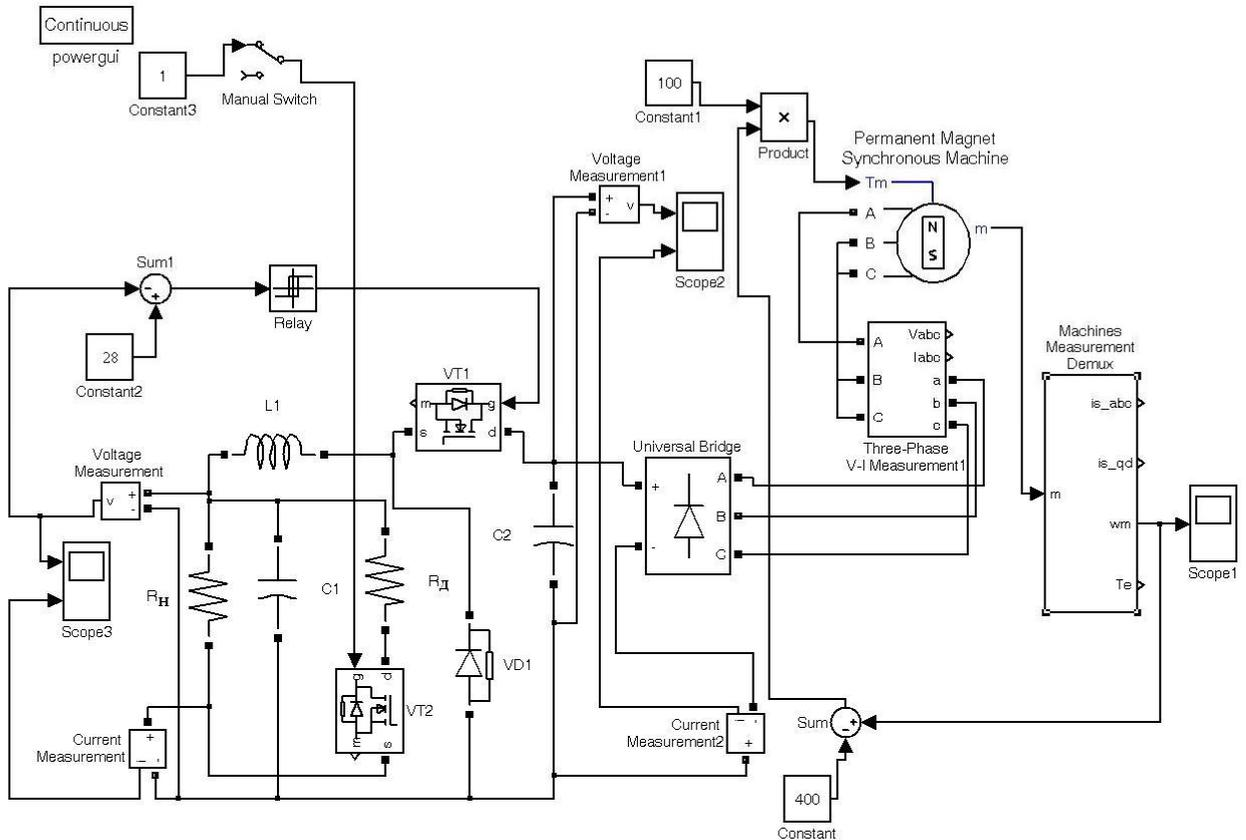 Continuous
powergui
1
Constant3
Manual Switch
100
Constant1
×
Product
Permanent Magnet
Synchronous Machine
Tm
A
B
C
N
S
m
Voltage
Measurement1
+
-
v
Scope2
Sum1
-
+
Relay
28
Constant2
VT1
m
g
s
d
L1
Voltage
Measurement
v
+
-
Scope3
Rн
C1
RД
C2
VD1
g
d
m
s
VT2
Current
Measurement
+
-
i
Universal Bridge
+
-
A
B
C
A
B
C
Vabc
Iabc
a
b
c
Three-Phase
V-I Measurement1
Machines
Measurement
Demux
m
is_abc
is_qd
wm
Te
Scope1
Current
Measurement2
i
-
+
Sum
+
-
400
Constant